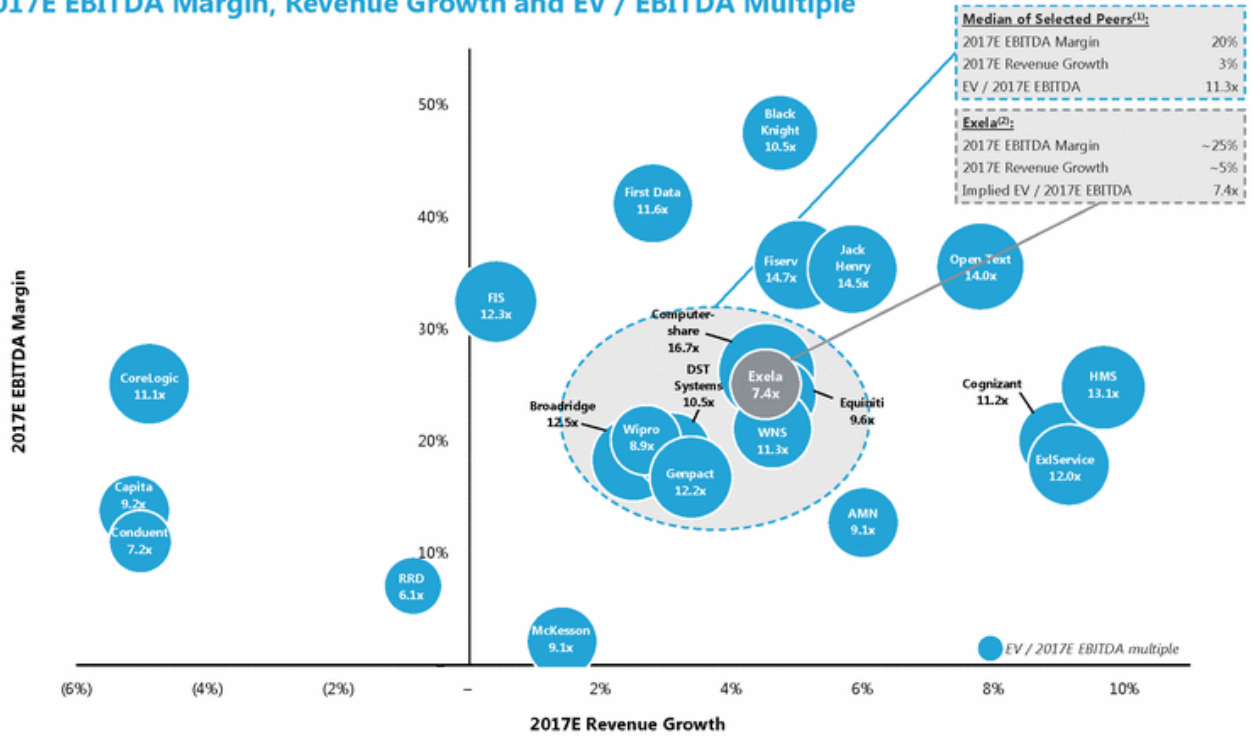 017E EBITDA Margin, Revenue Growth and EV / EBITDA Multiple
Median of Selected Peers(1):
2017E EBITDA Margin 20%
2017E Revenue Growth 3%
EV / 2017E EBITDA 11.3x
Exela(2):
2017E EBITDA Margin ~25%
2017E Revenue Growth ~5%
Implied EV / 2017E EBITDA 7.4x
2017E EBITDA Margin
50%
40%
30%
20%
10%
Black
Knight
10.5x
First Data
11.6x
Fiserv
14.7x
Jack
Henry
14.5x
Open Text
14.0x
FIS
12.3x
Computer-
share
16.7x
CoreLogic
11.1x
DST
Systems
10.5x
Exela
7.4x
Equiniti
9.6x
Cognizant
11.2x
HMS
13.1x
Broadridge
12.5x
Wipro
8.9x
WNS
11.3x
Genpact
12.2x
ExlService
12.0x
Capita
9.2x
Conduent
7.2x
AMN
9.1x
RRD
6.1x
McKesson
9.1x
EV / 2017E EBITDA multiple
(6%) (4%) (2%) – 2% 4% 6% 8% 10%
2017E Revenue Growth